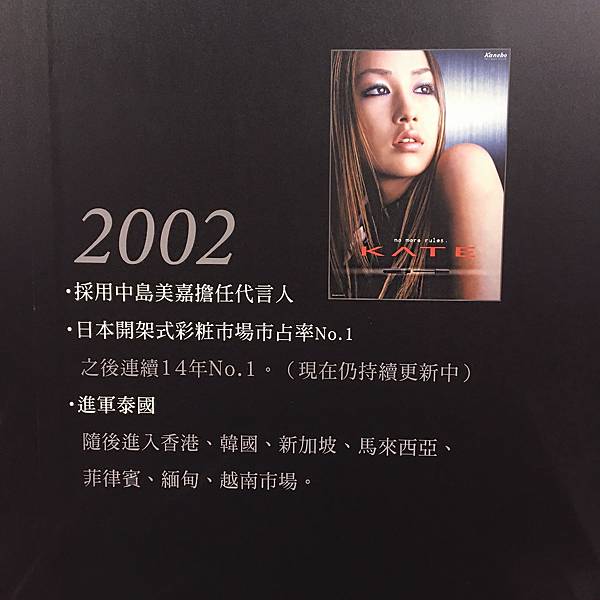 Kanebo
no more rules.
KATE
2002
・採用中島美嘉擔任代言人
・日本開架式彩粧市場市占率No.1
之後連續14年No.1。（現在仍持續更新中）
・進軍泰國
隨後進入香港、韓國、新加坡、馬來西亞、
菲律賓、緬甸、越南市場。